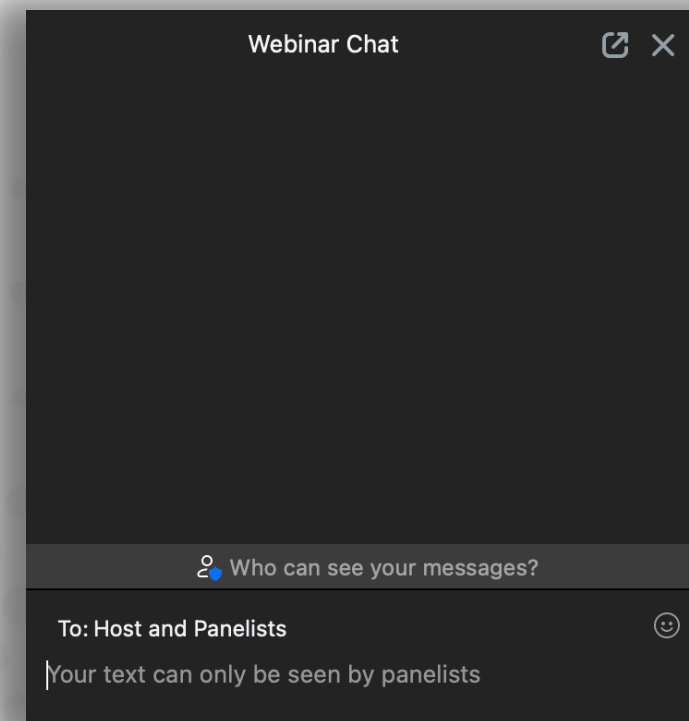 Webinar Chat
Who can see your messages?
To: Host and Panelists
Your text can only be seen by panelists